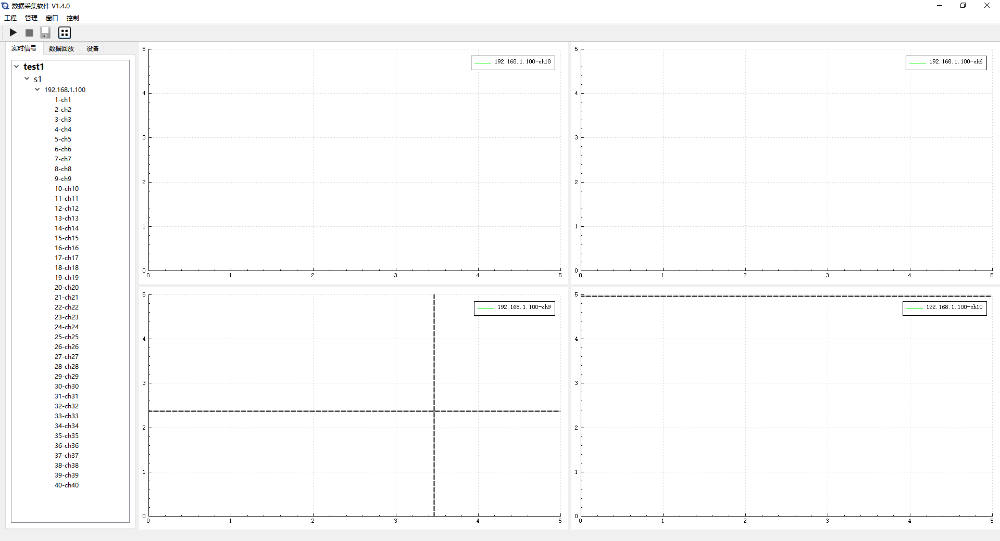 数据采集软件 V1.4.0
工程 管理 窗口 控制
实时信号 数据回放 设备
test1
s1
192.168.1.100
1-ch1
2-ch2
3-ch3
4-ch4
5-ch5
6-ch6
7-ch7
8-ch8
9-ch9
10-ch10
11-ch11
12-ch12
13-ch13
14-ch14
15-ch15
16-ch16
17-ch17
18-ch18
19-ch19
20-ch20
21-ch21
22-ch22
23-ch23
24-ch24
25-ch25
26-ch26
27-ch27
28-ch28
29-ch29
30-ch30
31-ch31
32-ch32
33-ch33
34-ch34
35-ch35
36-ch36
37-ch37
38-ch38
39-ch39
40-ch40
192.168.1.100-ch18
5
4
3
2
1
0
0 1 2 3 4 5
192.168.1.100-ch6
5
4
3
2
1
0
0 1 2 3 4 5
192.168.1.100-ch9
5
4
3
2
1
0
0 1 2 3 4 5
192.168.1.100-ch10
5
4
3
2
1
0
0 1 2 3 4 5